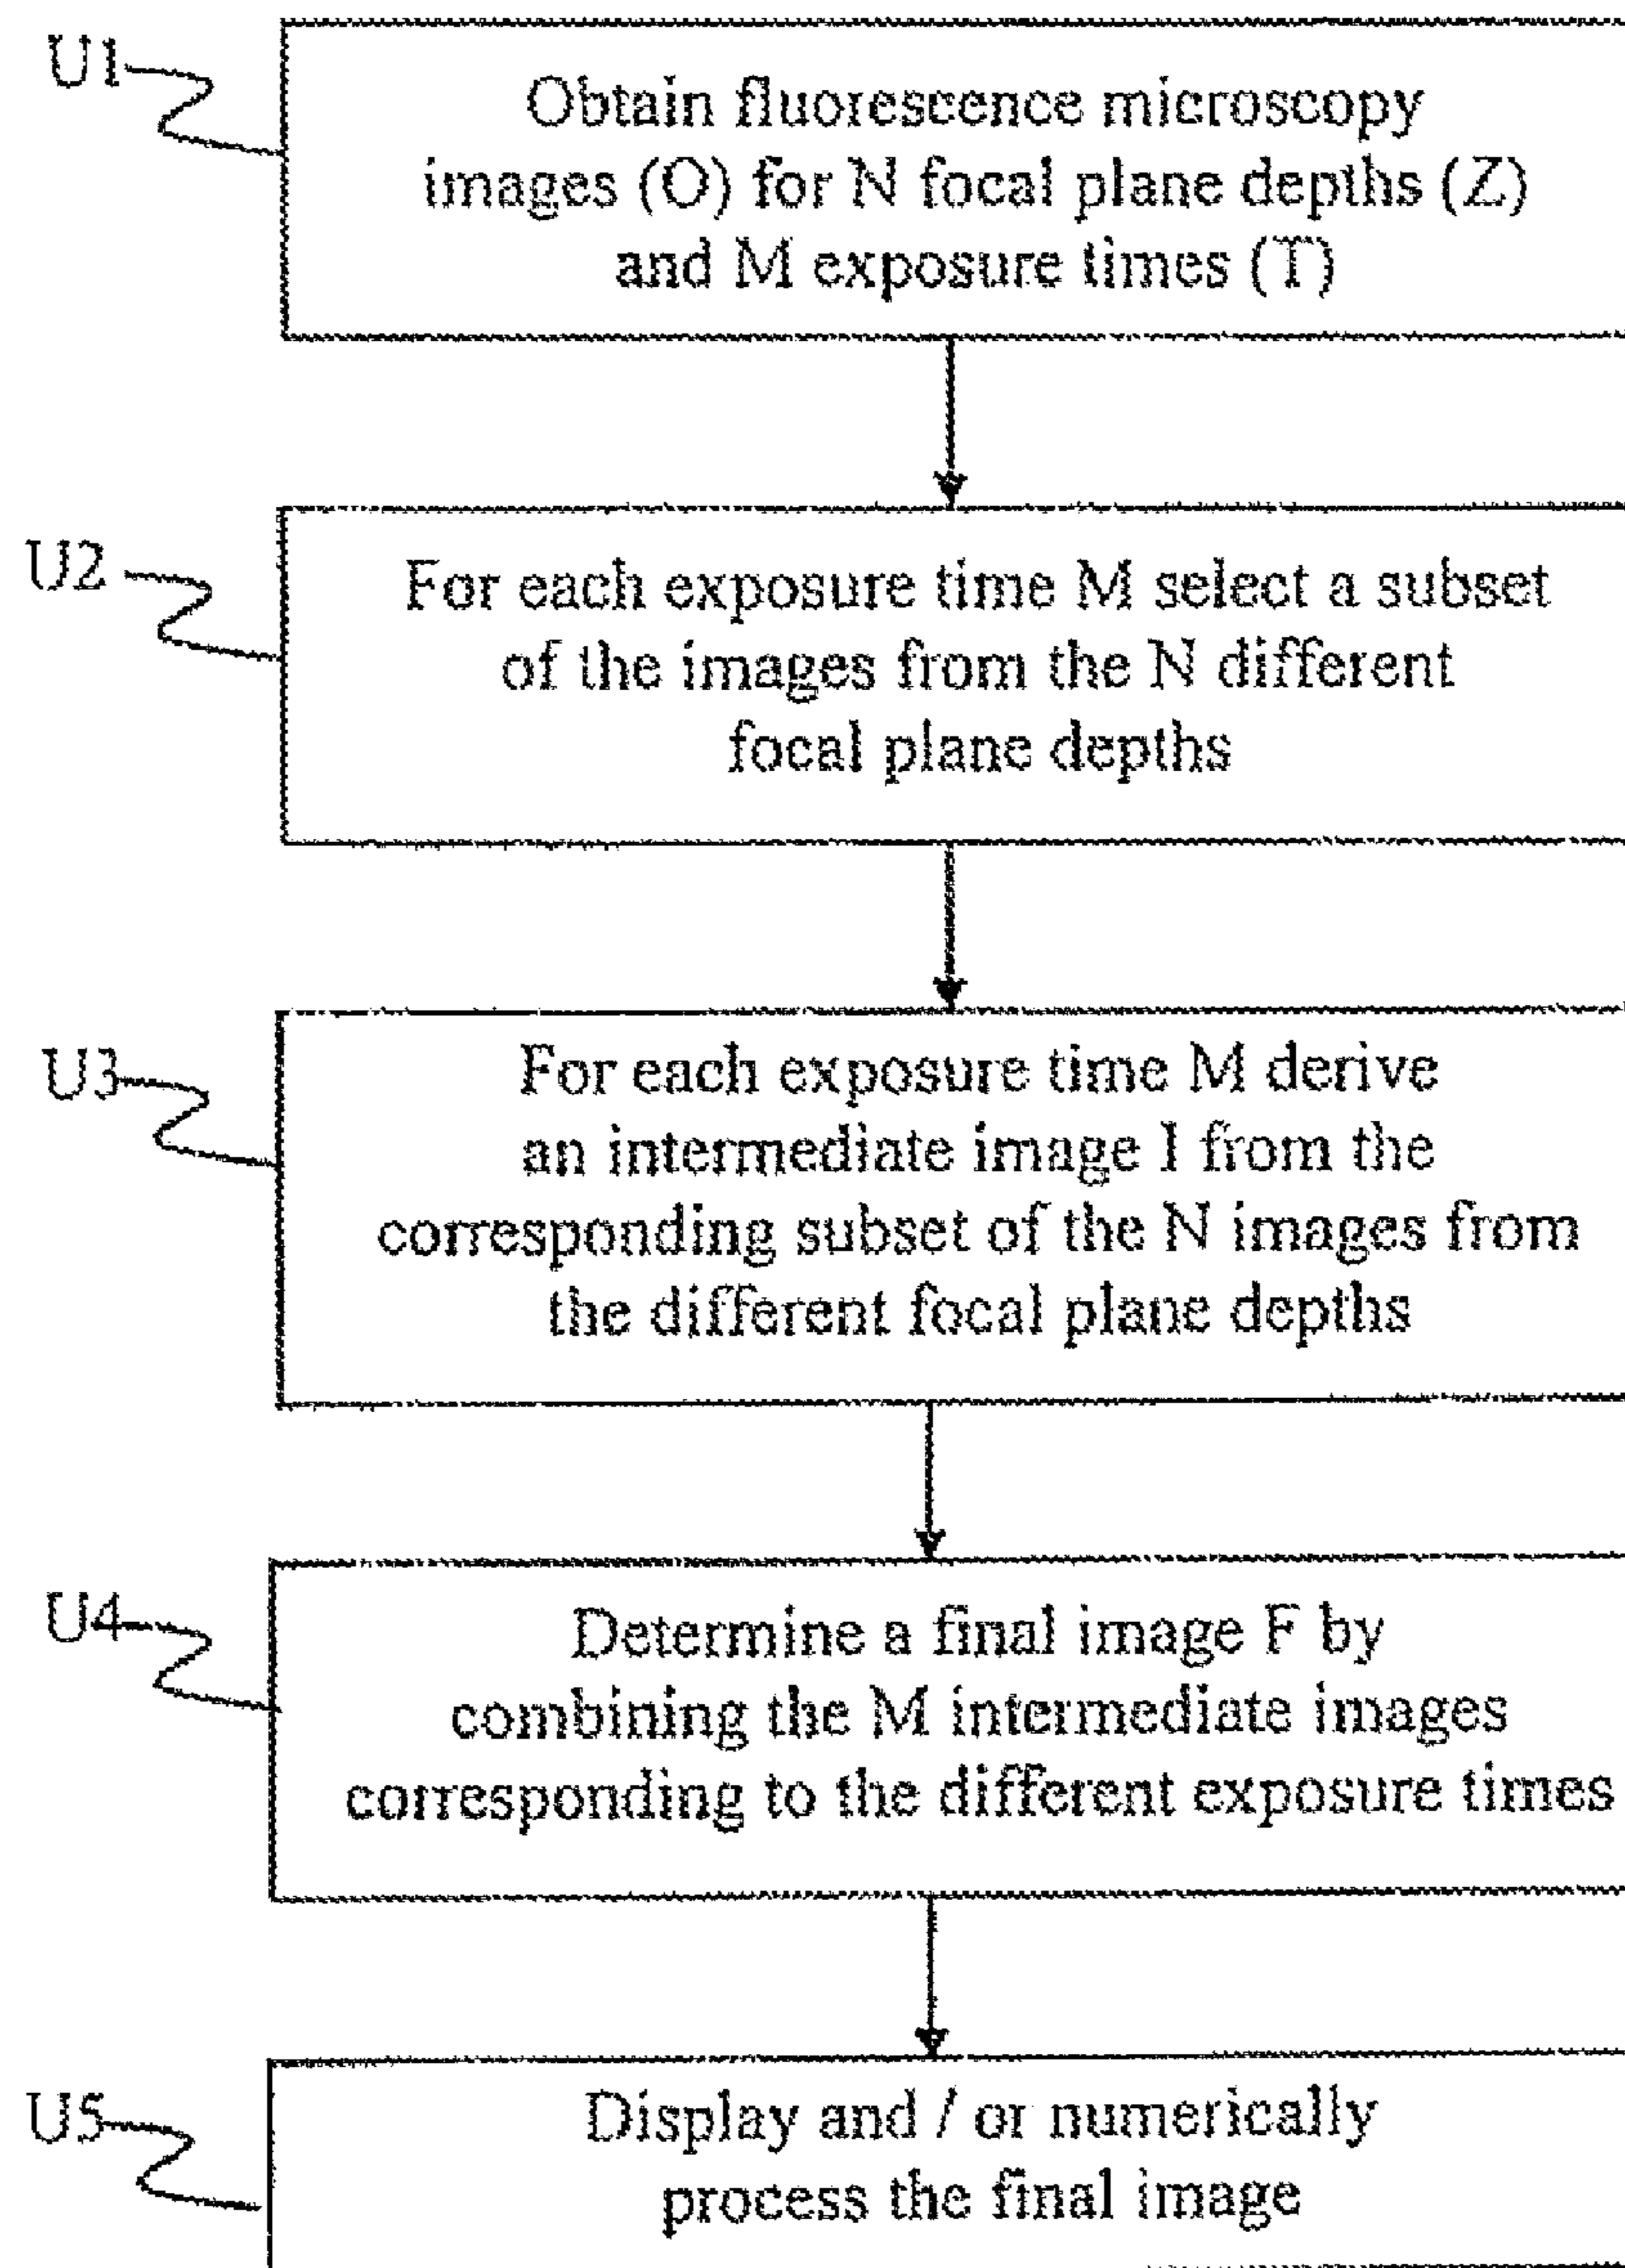 U1
Obtain fluorescence microscopy
images (O) for N focal plane depths (Z)
and M exposure times (T)
U2
For each exposure time M select a subset
of the images from the N different
focal plane depths
U3
For each exposure time M derive
an intermediate image I from the
corresponding subset of the N images from
the different focal plane depths
U4
Determine a final image F by
combining the M intermediate images
corresponding to the different exposure times
U5
Display and / or numerically
process the final image